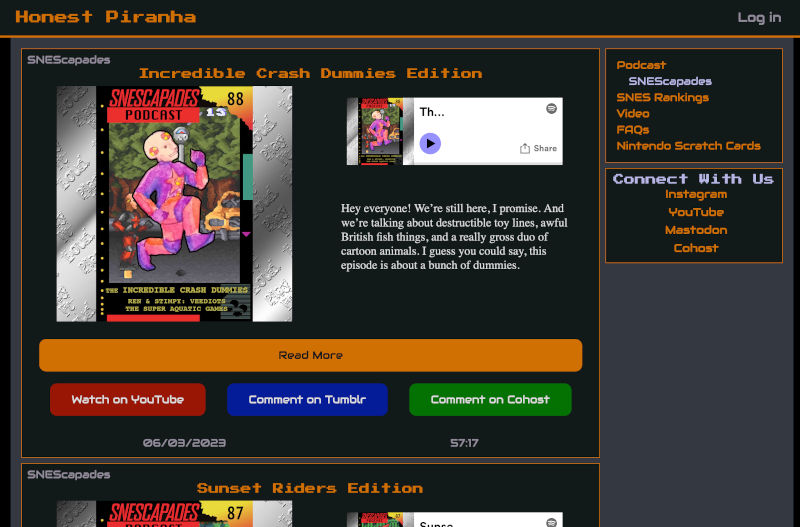 Honest Piranha
Log in
SNEScapades
Incredible Crash Dummies Edition
SNESCAPADES
PODCAST
88
THE INCREDIBLE CRASH DUMMIES
REN & STIMPY: VEEDIOTS
THE SUPER AQUATIC GAMES
Th...
Share
Hey everyone! We're still here, I promise. And
we're talking about destructible toy lines, awful
British fish things, and a really gross duo of
cartoon animals. I guess you could say, this
episode is about a bunch of dummies.
Read More
Watch on YouTube
Comment on Tumblr
Comment on Cohost
06/03/2023
57:17
SNEScapades
Sunset Riders Edition
SNESCAPADES
PODCAST
87
Sunse...
Podcast
SNEScapades
SNES Rankings
Video
FAQs
Nintendo Scratch Cards
Connect With Us
Instagram
YouTube
Mastodon
Cohost